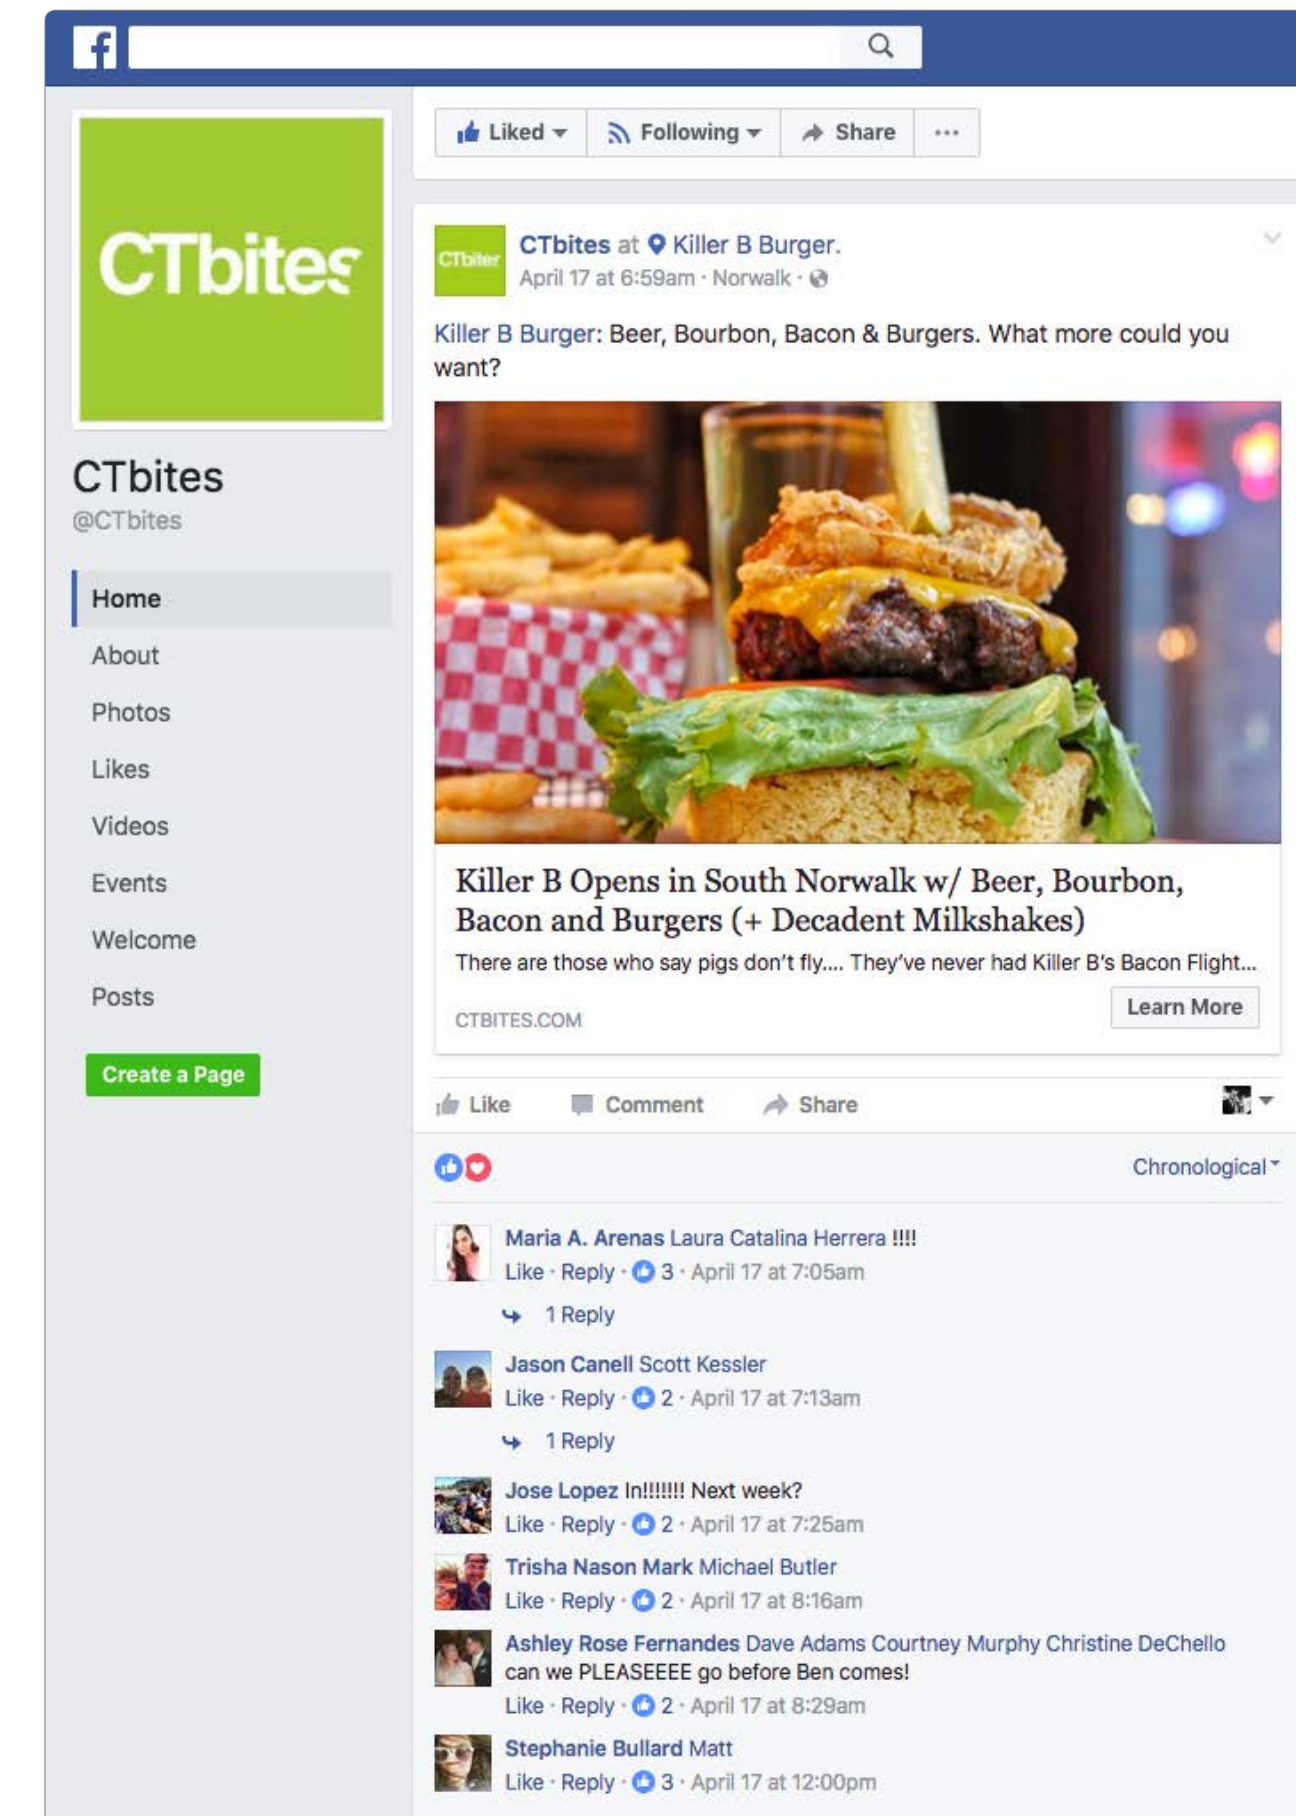 f
Liked
Following
Share
...
CTbites
CTbites
@CTbites
Home
About
Photos
Likes
Videos
Events
Welcome
Posts
Create a Page
CTbites
CTbites at Killer B Burger.
April 17 at 6:59am · Norwalk ·
Killer B Burger: Beer, Bourbon, Bacon & Burgers. What more could you
want?
Killer B Opens in South Norwalk w/ Beer, Bourbon,
Bacon and Burgers (+ Decadent Milkshakes)
There are those who say pigs don't fly.... They've never had Killer B's Bacon Flight...
CTBITES.COM
Learn More
Like
Comment
Share
Chronological
Maria A. Arenas Laura Catalina Herrera !!!!
Like · Reply · 3 · April 17 at 7:05am
1 Reply
Jason Canell Scott Kessler
Like · Reply · 2 · April 17 at 7:13am
1 Reply
Jose Lopez In!!!!!!! Next week?
Like · Reply · 2 · April 17 at 7:25am
Trisha Nason Mark Michael Butler
Like · Reply · 2 · April 17 at 8:16am
Ashley Rose Fernandes Dave Adams Courtney Murphy Christine DeChello
can we PLEASEEEE go before Ben comes!
Like · Reply · 2 · April 17 at 8:29am
Stephanie Bullard Matt
Like · Reply · 3 · April 17 at 12:00pm